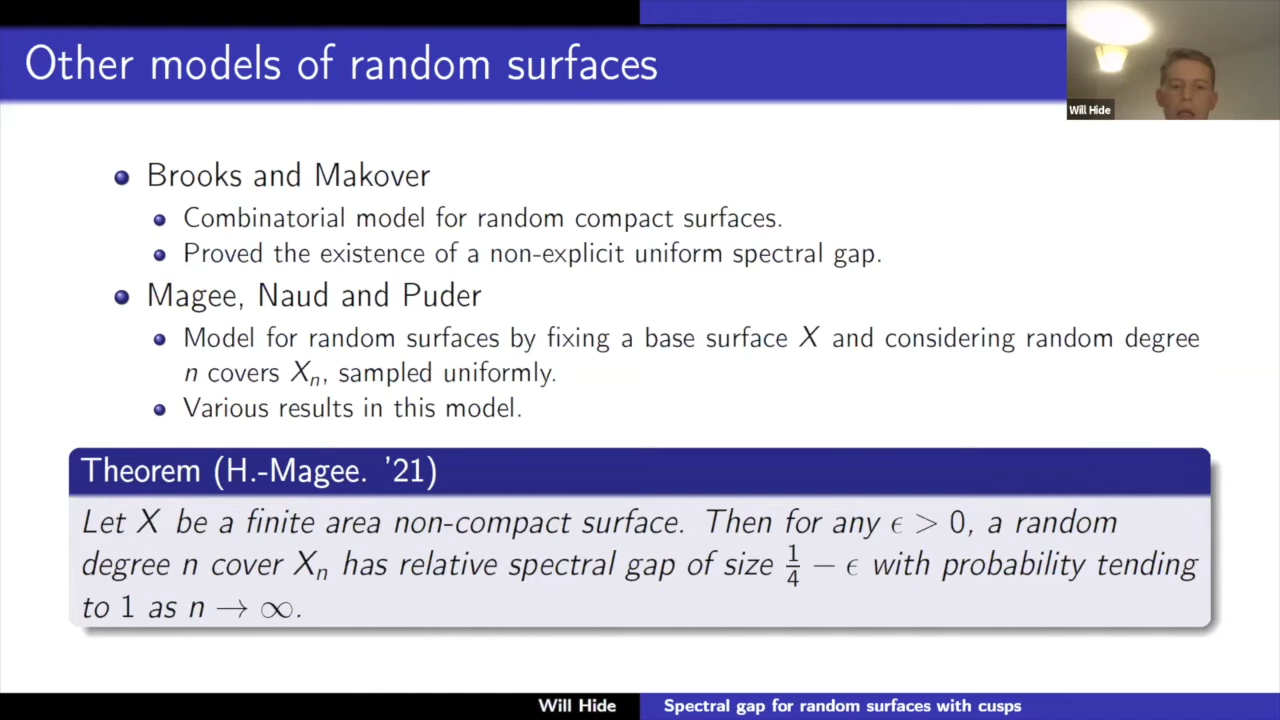 Other models of random surfaces
Will Hide
Brooks and Makover
Combinatorial model for random compact surfaces.
Proved the existence of a non-explicit uniform spectral gap.
Magee, Naud and Puder
Model for random surfaces by fixing a base surface X and considering random degree
n covers Xₙ, sampled uniformly.
Various results in this model.
Theorem (H.-Magee. '21)
Let X be a finite area non-compact surface. Then for any ϵ > 0, a random
degree n cover Xₙ has relative spectral gap of size 1/4 − ϵ with probability tending
to 1 as n → ∞.
Will Hide
Spectral gap for random surfaces with cusps